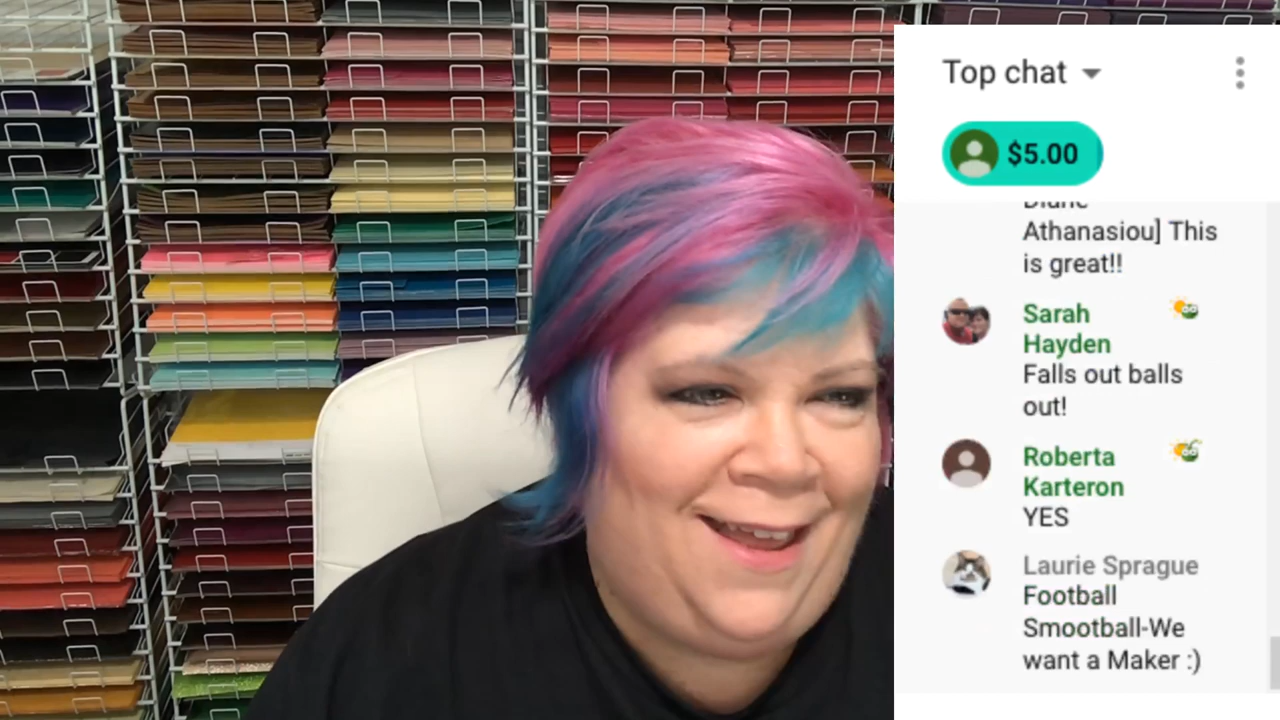 Top chat
$5.00
Diane
Athanasiou] This
is great!!
Sarah
Hayden
Falls out balls
out!
Roberta
Karteron
YES
Laurie Sprague
Football
Smootball-We
want a Maker :)